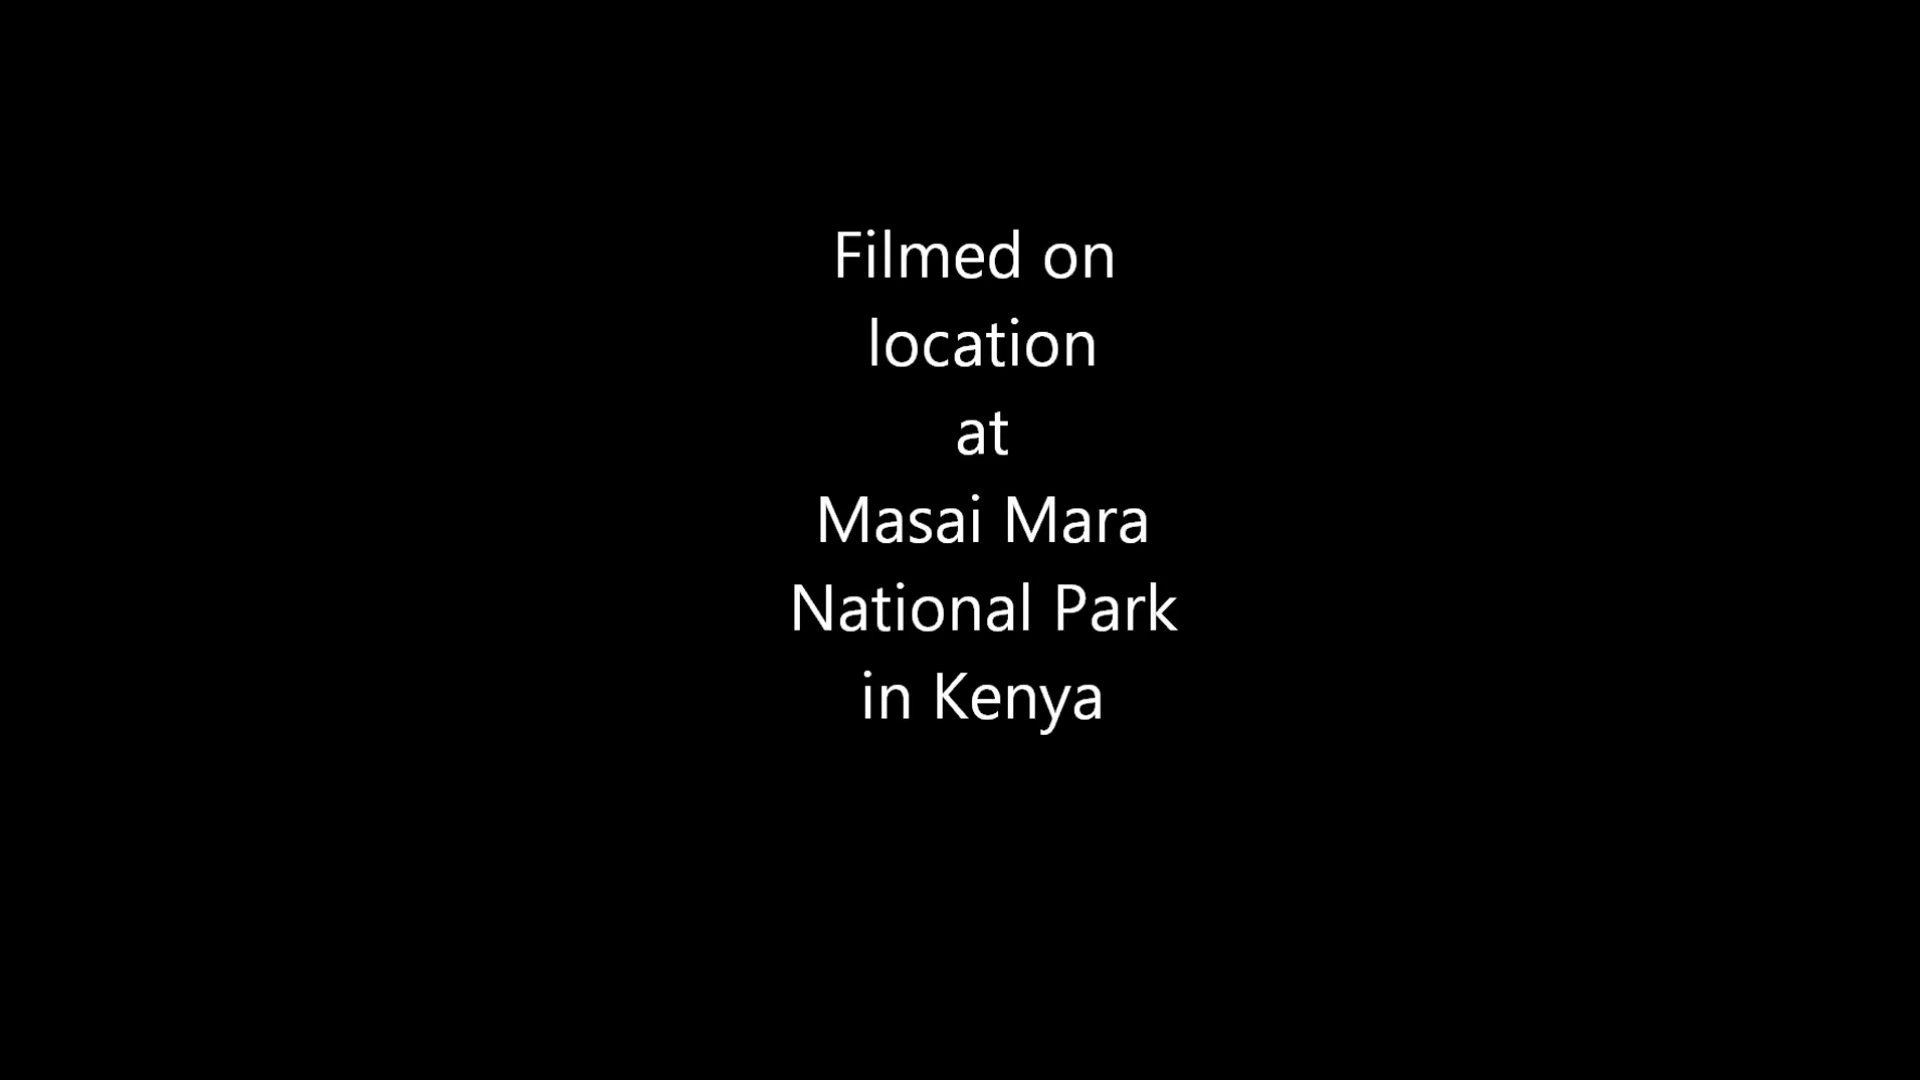 Filmed on
location
at
Masai Mara
National Park
in Kenya